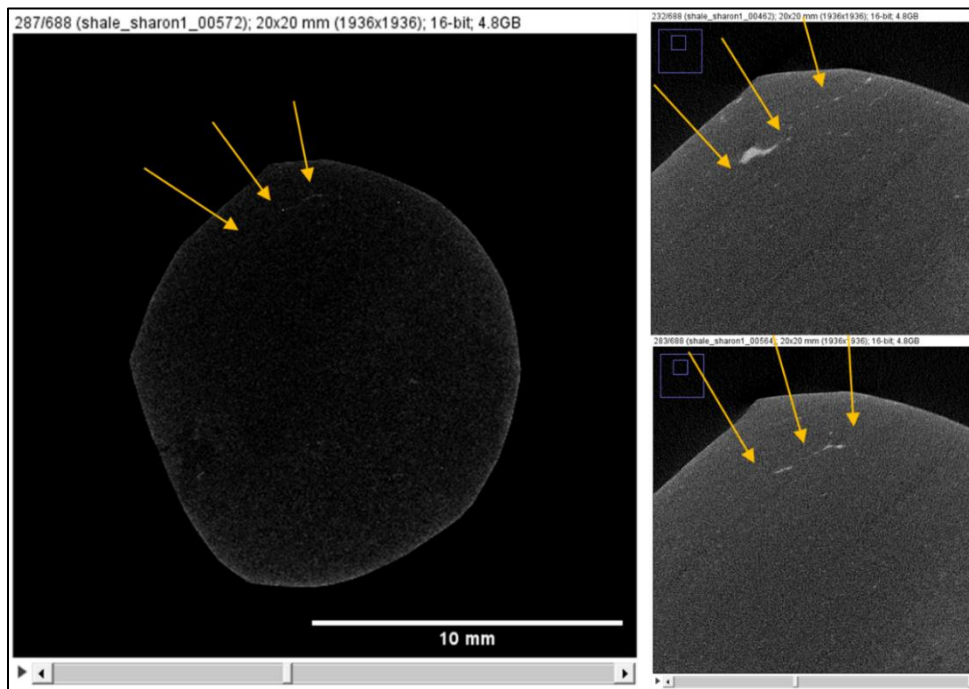 287/688 (shale_sharon1_00572); 20x20 mm (1936x1936); 16-bit; 4.8GB
10 mm
232/688 (shale_sharon1_00462); 20x20 mm (1936x1936); 16-bit; 4.8GB
283/688 (shale_sharon1_00564); 20x20 mm (1936x1936); 16-bit; 4.8GB